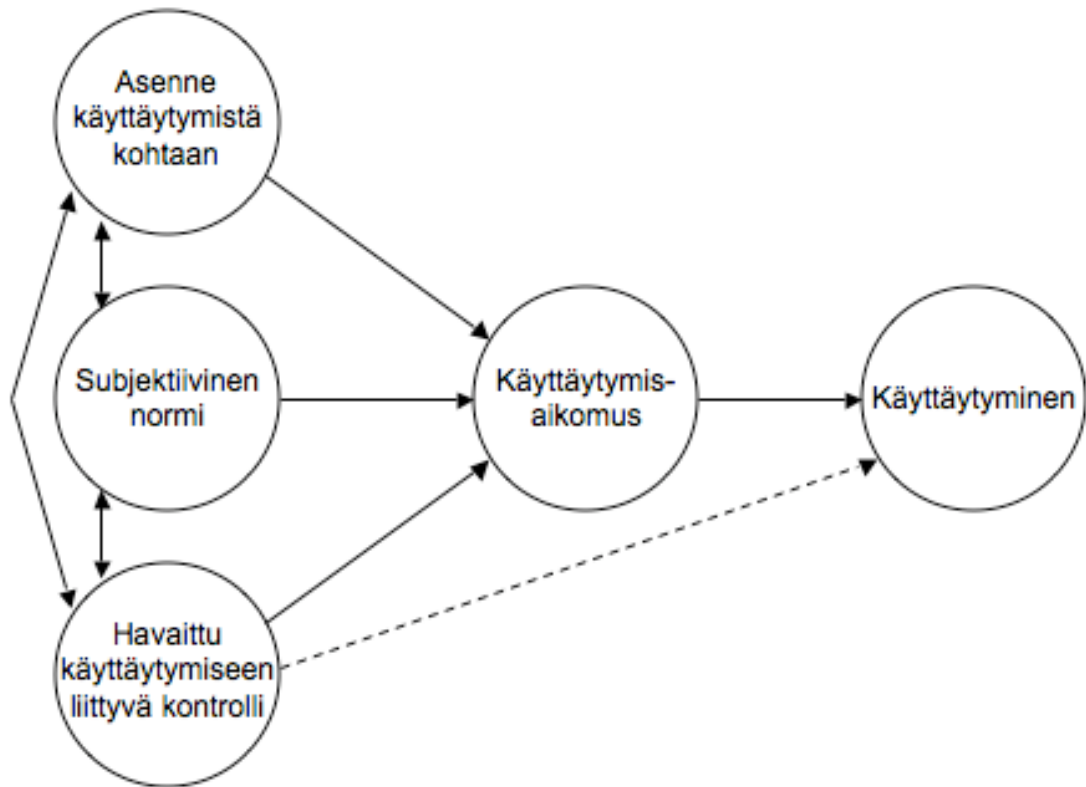 Asenne
käyttäytymistä
kohtaan
Subjektiivinen
normi
Käyttäytymis-
aikomus
Käyttäytyminen
Havaittu
käyttäytymiseen
liittyvä kontrolli